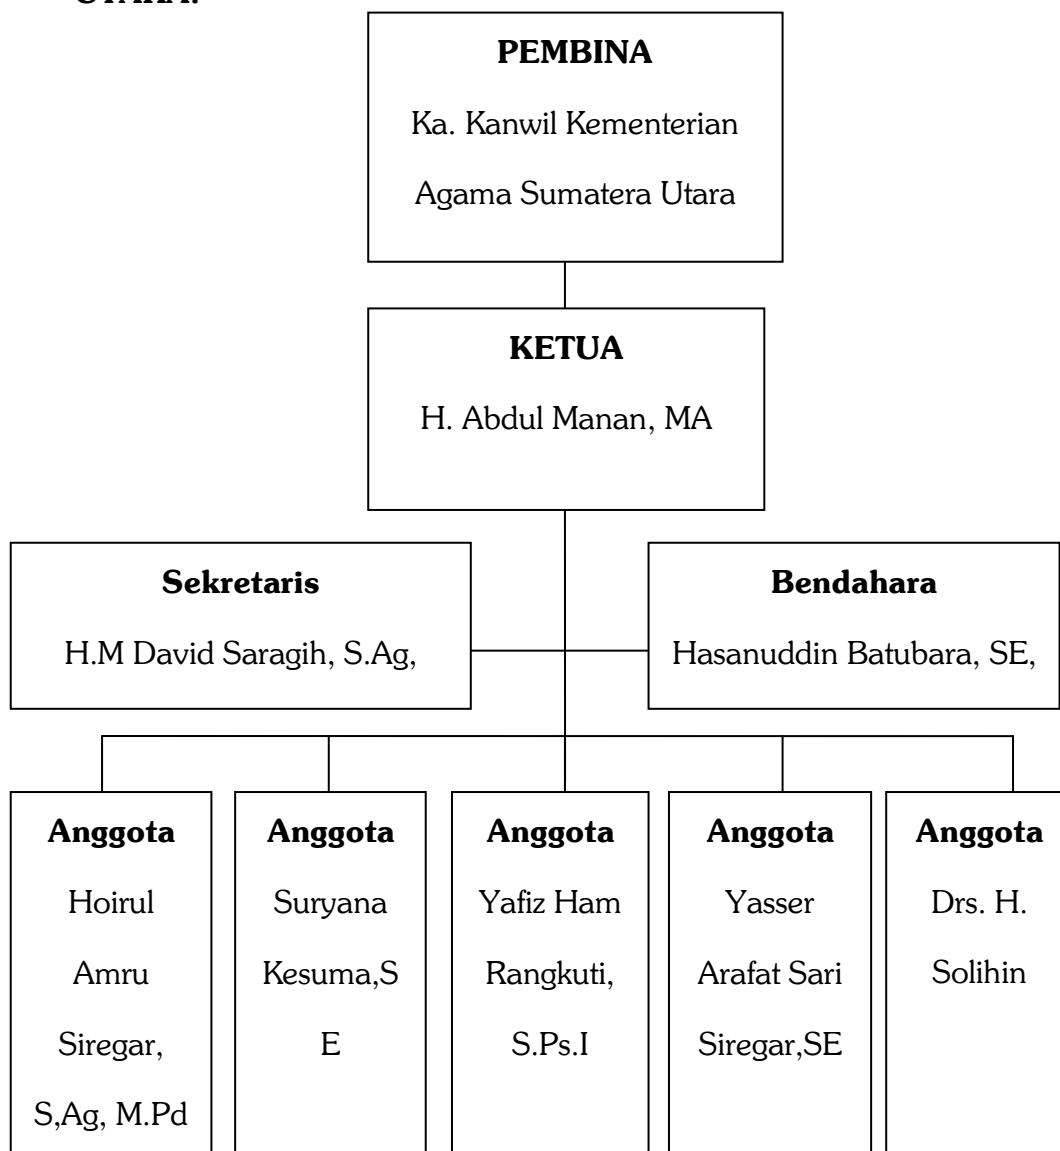 UTARA.
PEMBINA
Ka. Kanwil Kementerian
Agama Sumatera Utara
KETUA
H. Abdul Manan, MA
Sekretaris
H.M David Saragih, S.Ag,
Bendahara
Hasanuddin Batubara, SE,
Anggota
Hoirul
Amru
Siregar,
S,Ag, M.Pd
Anggota
Suryana
Kesuma,S
E
Anggota
Yafiz Ham
Rangkuti,
S.Ps.I
Anggota
Yasser
Arafat Sari
Siregar,SE
Anggota
Drs. H.
Solihin